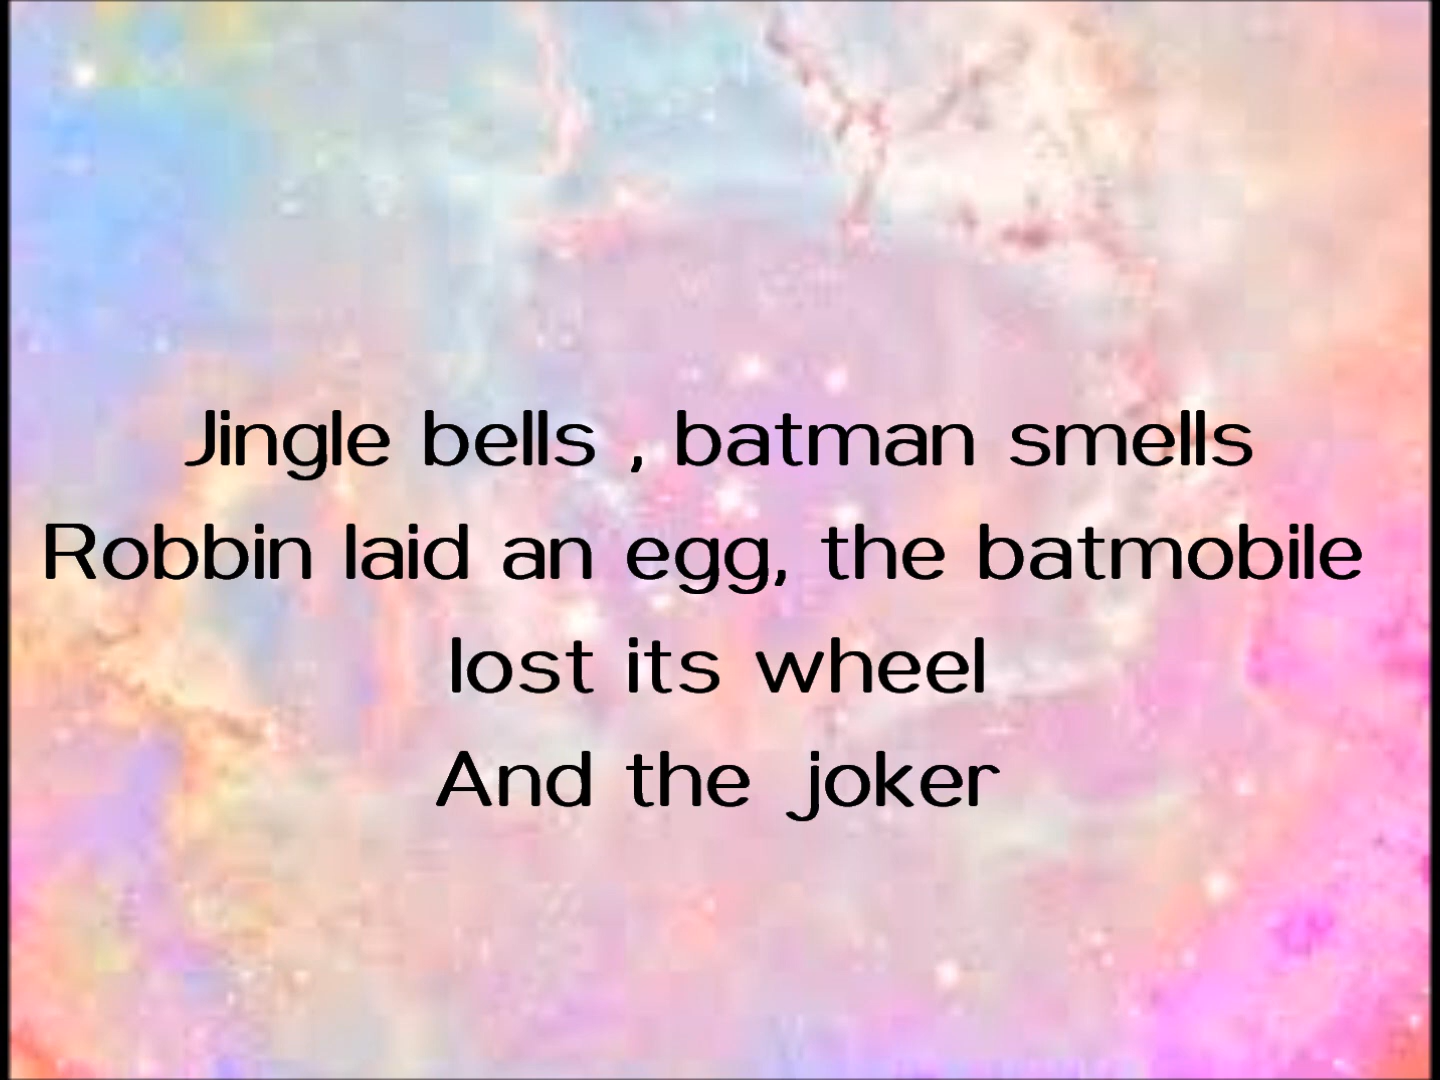 Jingle bells , batman smells
Robbin laid an egg, the batmobile
lost its wheel
And the joker